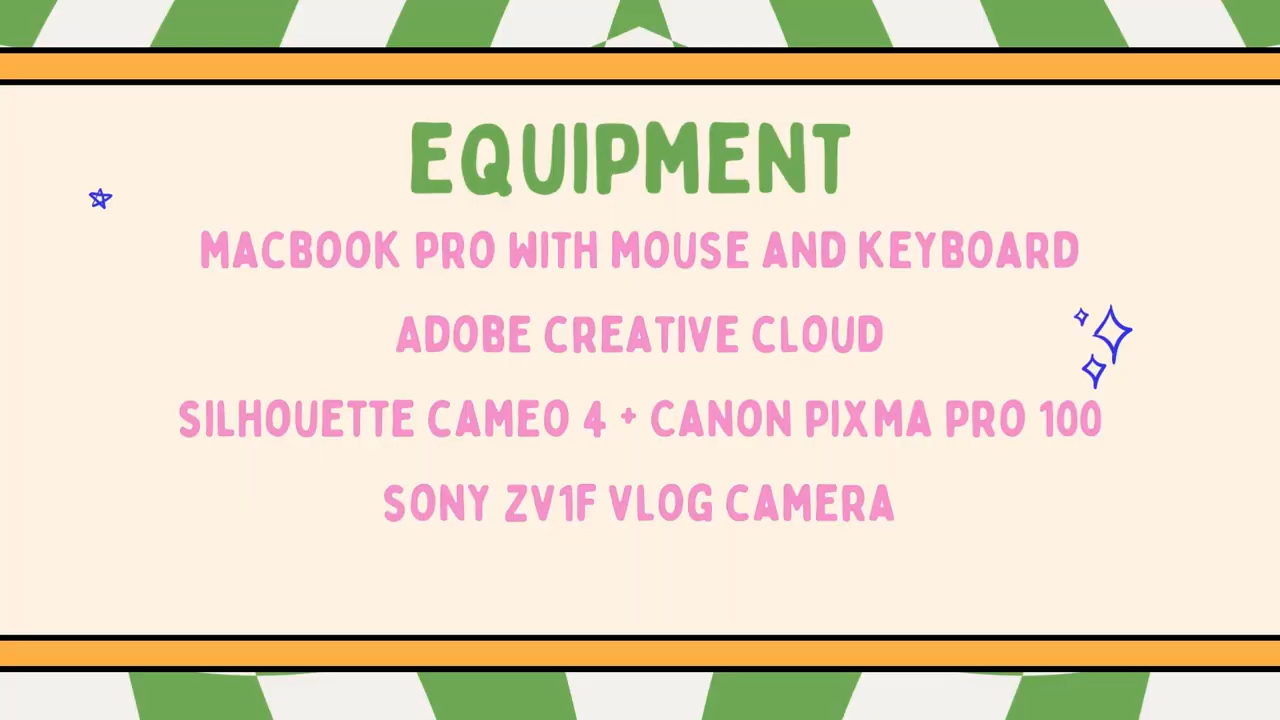 EQUIPMENT
MACBOOK PRO WITH MOUSE AND KEYBOARD
ADOBE CREATIVE CLOUD
SILHOUETTE CAMEO 4 + CANON PIXMA PRO 100
SONY ZV1F VLOG CAMERA